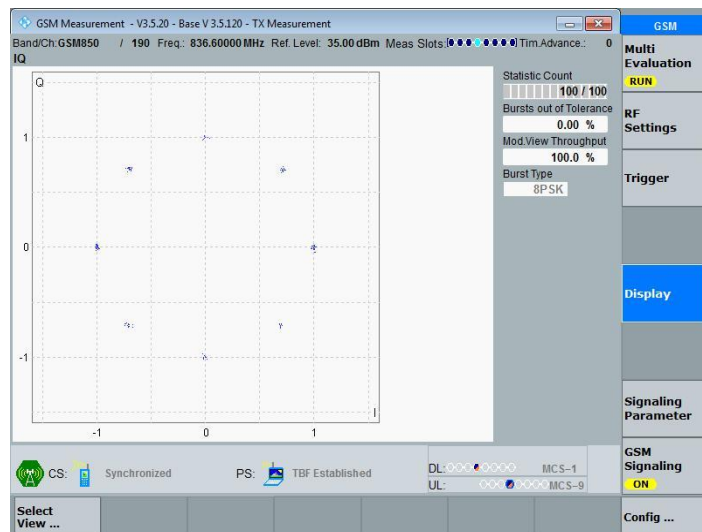 GSM Measurement - V3.5.20 - Base V 3.5.120 - TX Measurement
Band/Ch: GSM850 / 190 Freq.: 836.60000 MHz Ref. Level: 35.00 dBm Meas Slots: Tim.Advance.: 0
IQ
Q
1
0
-1
-1
0
1
I
Statistic Count
100 / 100
Bursts out of Tolerance
0.00 %
Mod.View Throughput
100.0 %
Burst Type
8PSK
GSM
Multi
Evaluation
RUN
RF
Settings
Trigger
Display
Signaling
Parameter
GSM
Signaling
ON
Config ...
CS: Synchronized PS: TBF Established
DL: MCS-1
UL: MCS-9
Select
View ...